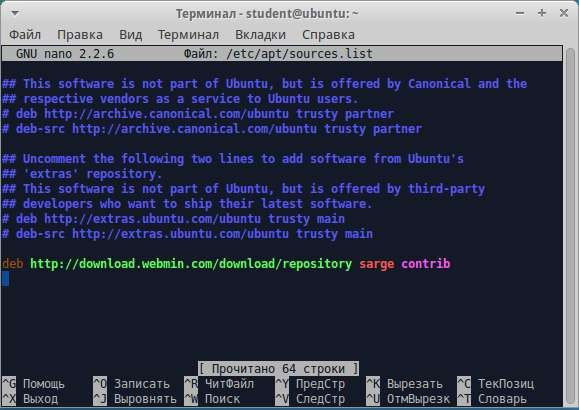 Терминал - student@ubuntu: ~
Файл Правка Вид Терминал Вкладки Справка
GNU nano 2.2.6 Файл: /etc/apt/sources.list
## This software is not part of Ubuntu, but is offered by Canonical and the
## respective vendors as a service to Ubuntu users.
# deb http://archive.canonical.com/ubuntu trusty partner
# deb-src http://archive.canonical.com/ubuntu trusty partner
## Uncomment the following two lines to add software from Ubuntu's
## 'extras' repository.
## This software is not part of Ubuntu, but is offered by third-party
## developers who want to ship their latest software.
# deb http://extras.ubuntu.com/ubuntu trusty main
# deb-src http://extras.ubuntu.com/ubuntu trusty main
deb http://download.webmin.com/download/repository sarge contrib
[ Прочитано 64 строки ]
^G Помощь ^O Записать ^R ЧитФайл ^Y ПредСтр ^K Вырезать ^C ТекПозиц
^X Выход ^J Выровнять ^W Поиск ^V СледСтр ^U ОтмВырезк ^T Словарь